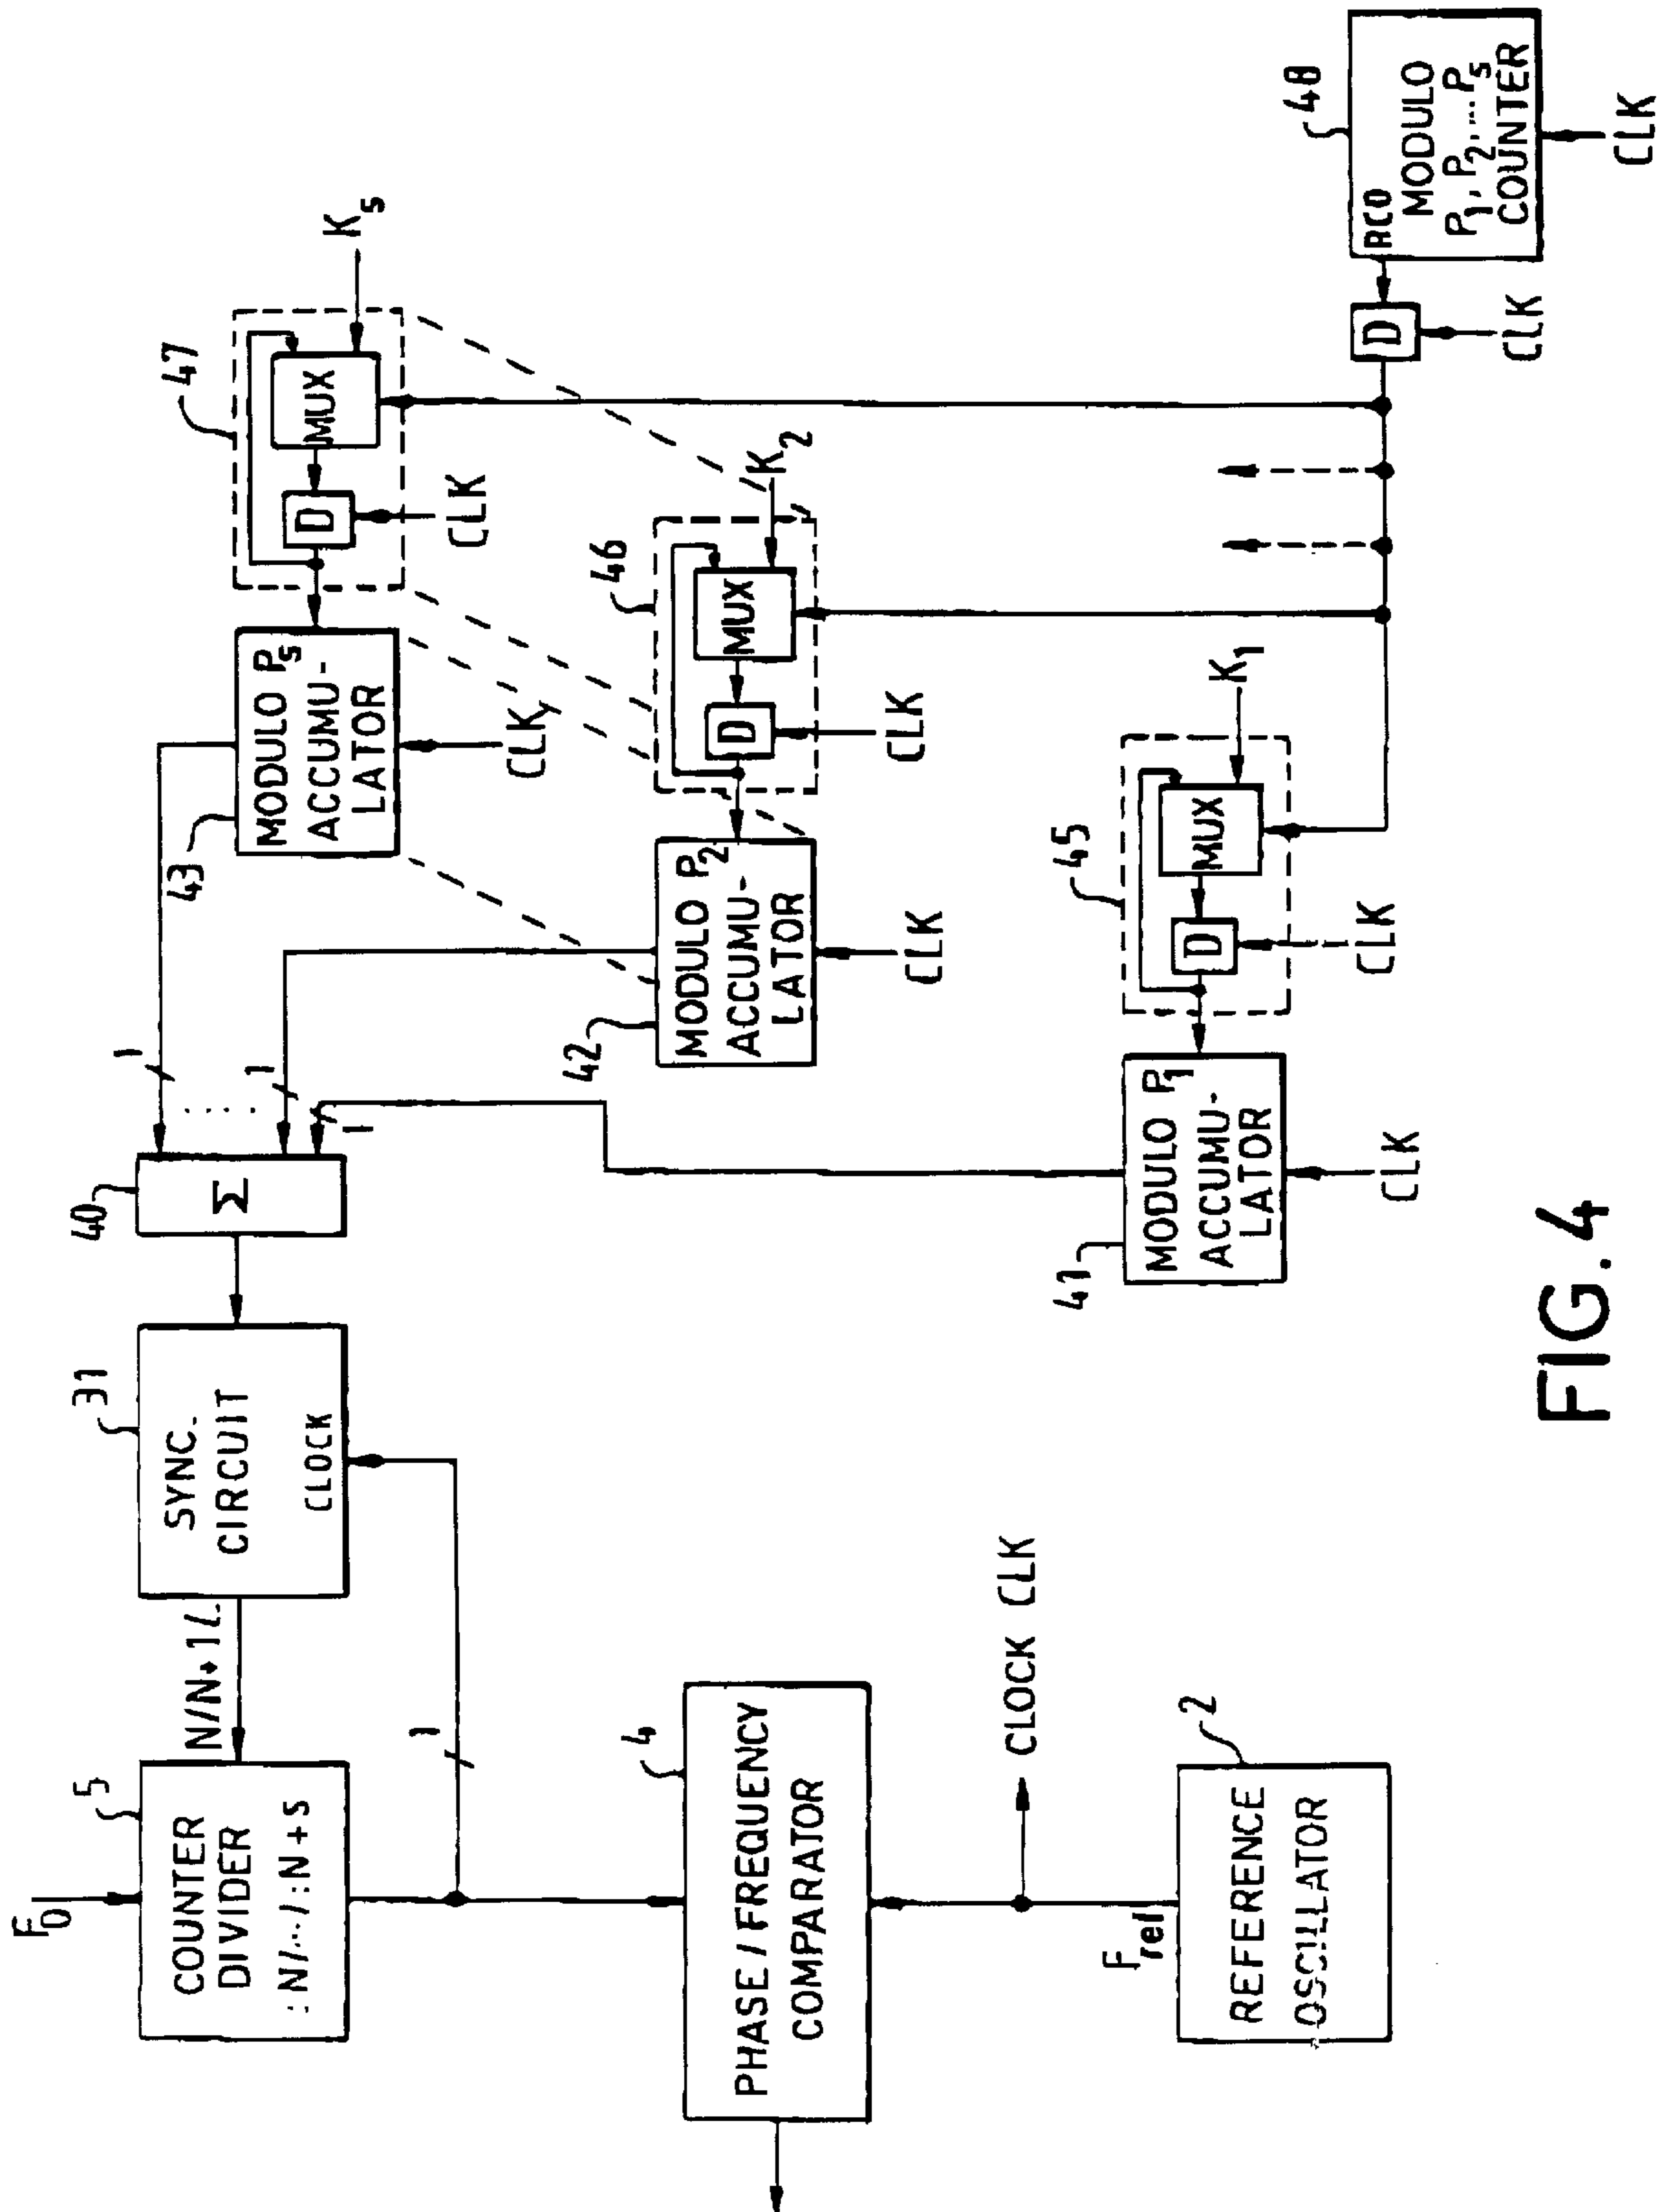 F0
5
COUNTER
DIVIDER
:N/··/:N+S
N/N+1
31
SYNC.
CIRCUIT
CLOCK
1
40
Σ
1
....
1
1
4
PHASE / FREQUENCY
COMPARATOR
CLOCK CLK
Fref
2
REFERENCE
OSCILLATOR
43
MODULO Ps
ACCUMU-
LATOR
CLK
47
D
MUX
CLK
Ks
42
MODULO P2
ACCUMU-
LATOR
CLK
46
D
MUX
CLK
K2
41
MODULO P1
ACCUMU-
LATOR
CLK
45
D
MUX
CLK
K1
D
CLK
48
RCO
MODULO
P1, P2,... Ps
COUNTER
CLK
FIG. 4